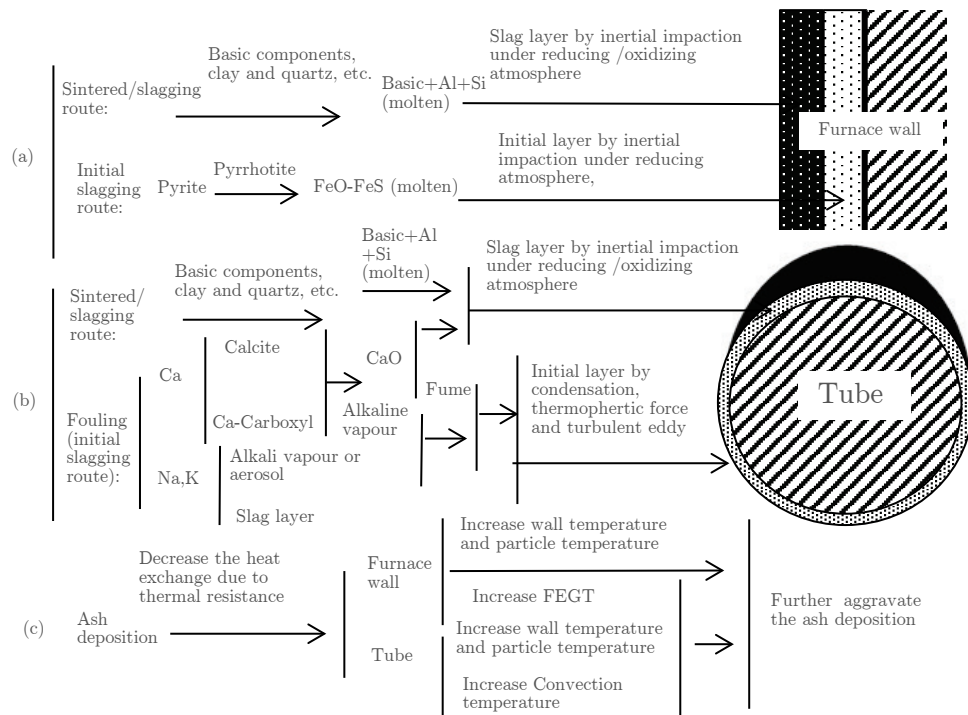 (a)
Sintered/slagging
route:
Basic components,
clay and quartz, etc.
Basic+Al+Si
(molten)
Slag layer by inertial impaction
under reducing /oxidizing
atmosphere
Furnace wall
Initial
slagging
route:
Pyrite
Pyrrhotite
FeO-FeS (molten)
Initial layer by inertial
impaction under reducing
atmosphere,
(b)
Sintered/
slagging
route:
Basic components,
clay and quartz, etc.
Basic+Al
+Si
(molten)
Slag layer by inertial impaction
under reducing /oxidizing
atmosphere
Tube
Fouling
(initial
slagging
route):
Ca
Calcite
Ca-Carboxyl
Na,K
Alkali vapour or
aerosol
Slag layer
CaO
Alkaline
vapour
Fume
Initial layer by
condensation,
thermophertic force
and turbulent eddy
(c)
Ash
deposition
Decrease the heat
exchange due to
thermal resistance
Furnace
wall
Increase wall temperature
and particle temperature
Increase FEGT
Tube
Increase wall temperature
and particle temperature
Increase Convection
temperature
Further aggravate
the ash deposition